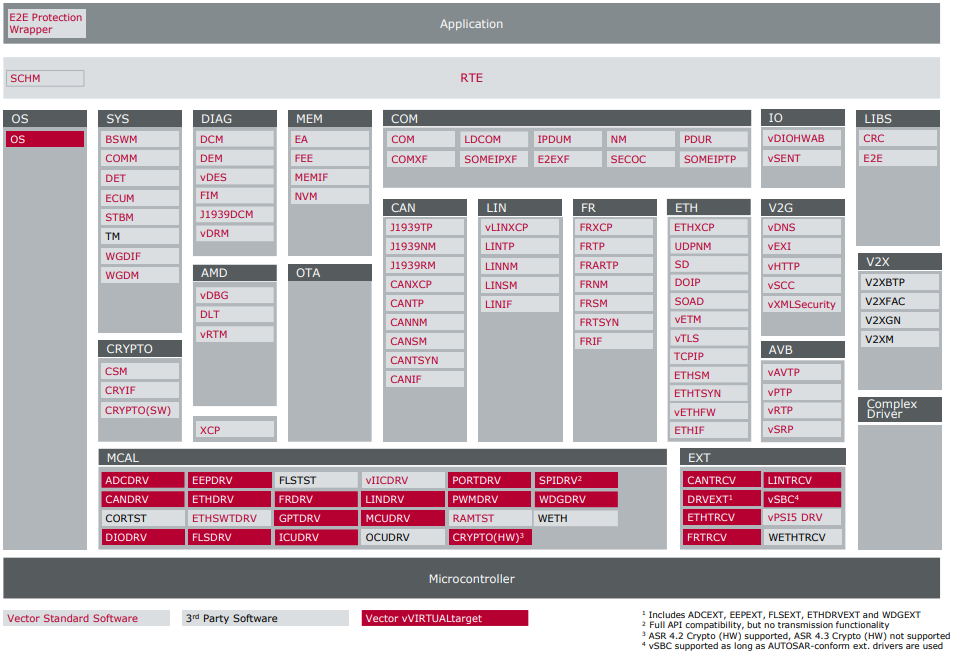 E2E Protection
Wrapper
Application
SCHM
RTE
OS
OS
SYS
BSWM
COMM
DET
ECUM
STBM
TM
WGDIF
WGDM
CRYPTO
CSM
CRYIF
CRYPTO(SW)
DIAG
DCM
DEM
vDES
FIM
J1939DCM
vDRM
AMD
vDBG
DLT
vRTM
XCP
MEM
EA
FEE
MEMIF
NVM
OTA
COM
COM LDCOM IPDUM NM PDUR
COMXF SOMEIPXF E2EXF SECOC SOMEIPTP
CAN
J1939TP
J1939NM
J1939RM
CANXCP
CANTP
CANNM
CANSM
CANTSYN
CANIF
LIN
vLINXCP
LINTP
LINNM
LINSM
LINIF
FR
FRXCP
FRTP
FRARTP
FRNM
FRSM
FRTSYN
FRIF
ETH
ETHXCP
UDPNM
SD
DOIP
SOAD
vETM
vTLS
TCPIP
ETHSM
ETHTSYN
vETHFW
ETHIF
IO
vDIOHWAB
vSENT
V2G
vDNS
vEXI
vHTTP
vSCC
vXMLSecurity
AVB
vAVTP
vPTP
vRTP
vSRP
LIBS
CRC
E2E
V2X
V2XBTP
V2XFAC
V2XGN
V2XM
Complex
Driver
MCAL
ADCDRV EEPDRV FLSTST vIICDRV PORTDRV SPIDRV²
CANDRV ETHDRV FRDRV LINDRV PWMDRV WDGDRV
CORTST ETHSWTDRV GPTDRV MCUDRV RAMTST WETH
DIODRV FLSDRV ICUDRV OCUDRV CRYPTO(HW)³
EXT
CANTRCV LINTRCV
DRVEXT¹ vSBC⁴
ETHTRCV vPSI5 DRV
FRTRCV WETHTRCV
Microcontroller
Vector Standard Software
3rd Party Software
Vector vVIRTUALtarget
¹ Includes ADCEXT, EEPEXT, FLSEXT, ETHDRVEXT and WDGEXT
² Full API compatibility, but no transmission functionality
³ ASR 4.2 Crypto (HW) supported, ASR 4.3 Crypto (HW) not supported
⁴ vSBC supported as long as AUTOSAR-conform ext. drivers are used